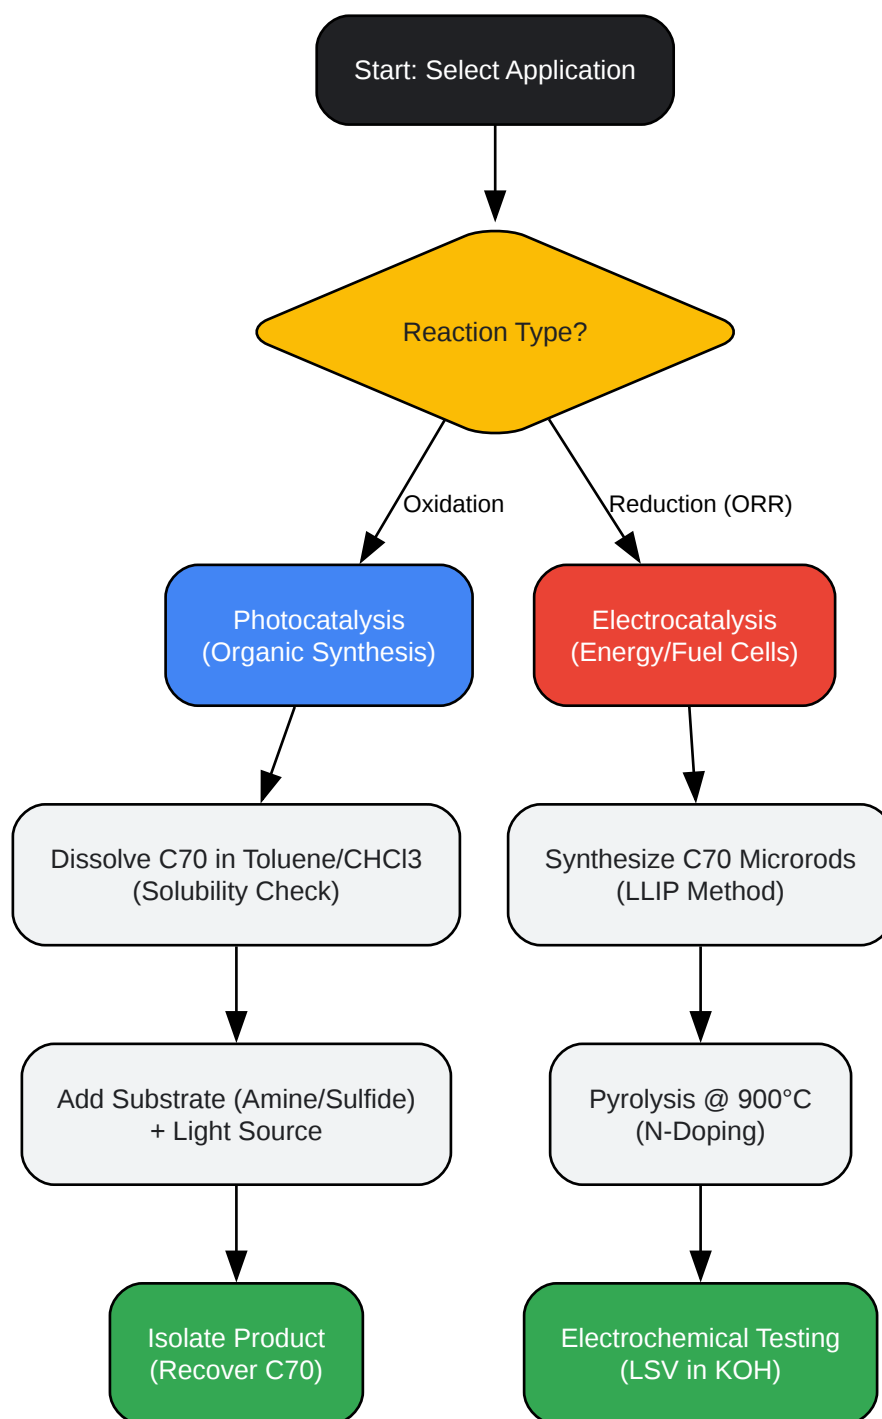 Start: Select Application
Reaction Type?
Oxidation
Reduction (ORR)
Photocatalysis
(Organic Synthesis)
Electrocatalysis
(Energy/Fuel Cells)
Dissolve C70 in Toluene/CHCl3
(Solubility Check)
Synthesize C70 Microrods
(LLIP Method)
Add Substrate (Amine/Sulfide)
+ Light Source
Pyrolysis @ 900°C
(N-Doping)
Isolate Product
(Recover C70)
Electrochemical Testing
(LSV in KOH)